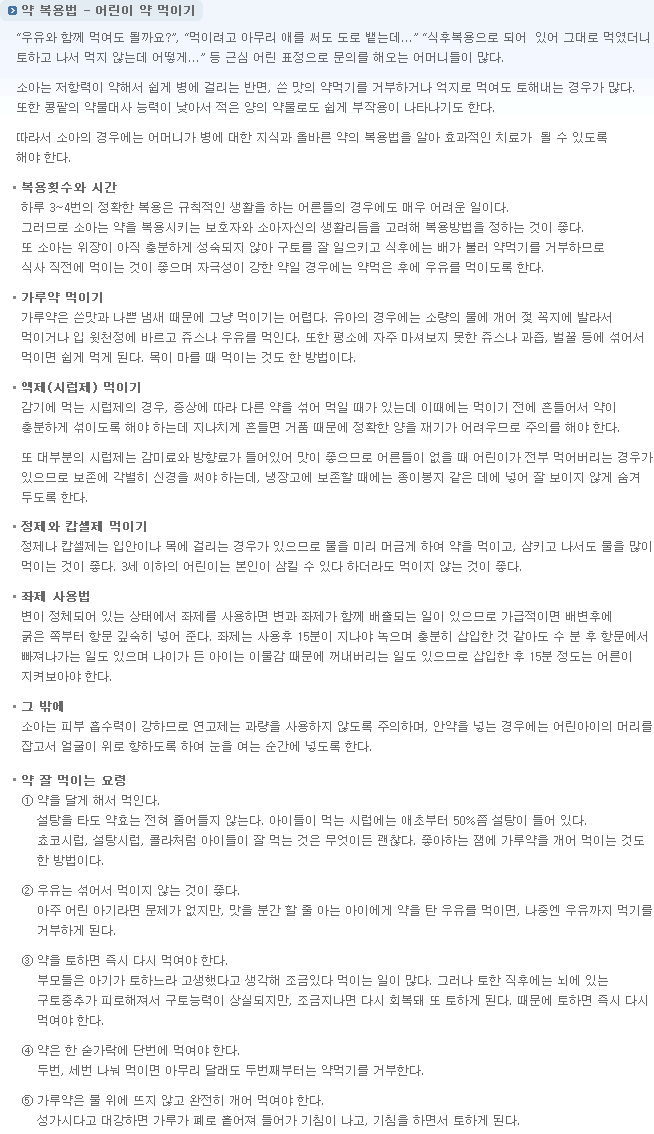 약 복용법 - 어린이 약 먹이기
“우유와 함께 먹여도 될까요?”, “먹이려고 아무리 애를 써도 도로 뱉는데...” “식후복용으로 되어 있어 그대로 먹였더니
토하고 나서 먹지 않는데 어떻게...” 등 근심 어린 표정으로 문의를 해오는 어머니들이 많다.
소아는 저항력이 약해서 쉽게 병에 걸리는 반면, 쓴 맛의 약먹기를 거부하거나 억지로 먹여도 토해내는 경우가 많다.
또한 콩팥의 약물대사 능력이 낮아서 적은 양의 약물로도 쉽게 부작용이 나타나기도 한다.
따라서 소아의 경우에는 어머니가 병에 대한 지식과 올바른 약의 복용법을 알아 효과적인 치료가 될 수 있도록
해야 한다.
• 복용횟수와 시간
하루 3~4번의 정확한 복용은 규칙적인 생활을 하는 어른들의 경우에도 매우 어려운 일이다.
그러므로 소아는 약을 복용시키는 보호자와 소아자신의 생활리듬을 고려해 복용방법을 정하는 것이 좋다.
또 소아는 위장이 아직 충분하게 성숙되지 않아 구토를 잘 일으키고 식후에는 배가 불러 약먹기를 거부하므로
식사 직전에 먹이는 것이 좋으며 자극성이 강한 약일 경우에는 약먹은 후에 우유를 먹이도록 한다.
• 가루약 먹이기
가루약은 쓴맛과 나쁜 냄새 때문에 그냥 먹이기는 어렵다. 유아의 경우에는 소량의 물에 개어 젖 꼭지에 발라서
먹이거나 입 윗천정에 바르고 쥬스나 우유를 먹인다. 또한 평소에 자주 마셔보지 못한 쥬스나 과즙, 벌꿀 등에 섞어서
먹이면 쉽게 먹게 된다. 목이 마를 때 먹이는 것도 한 방법이다.
• 액제(시럽제) 먹이기
감기에 먹는 시럽제의 경우, 증상에 따라 다른 약을 섞어 먹일 때가 있는데 이때에는 먹이기 전에 흔들어서 약이
충분하게 섞이도록 해야 하는데 지나치게 흔들면 거품 때문에 정확한 양을 재기가 어려우므로 주의를 해야 한다.
또 대부분의 시럽제는 감미료와 방향료가 들어있어 맛이 좋으므로 어른들이 없을 때 어린이가 전부 먹어버리는 경우가
있으므로 보존에 각별히 신경을 써야 하는데, 냉장고에 보존할 때에는 종이봉지 같은 데에 넣어 잘 보이지 않게 숨겨
두도록 한다.
• 정제와 캅셀제 먹이기
정제나 캅셀제는 입안이나 목에 걸리는 경우가 있으므로 물을 미리 머금게 하여 약을 먹이고, 삼키고 나서도 물을 많이
먹이는 것이 좋다. 3세 이하의 어린이는 본인이 삼킬 수 있다 하더라도 먹이지 않는 것이 좋다.
• 좌제 사용법
변이 정체되어 있는 상태에서 좌제를 사용하면 변과 좌제가 함께 배출되는 일이 있으므로 가급적이면 배변후에
굵은 쪽부터 항문 깊숙히 넣어 준다. 좌제는 사용후 15분이 지나야 녹으며 충분히 삽입한 것 같아도 수 분 후 항문에서
빠져나가는 일도 있으며 나이가 든 아이는 이물감 때문에 꺼내버리는 일도 있으므로 삽입한 후 15분 정도는 어른이
지켜보아야 한다.
• 그 밖에
소아는 피부 흡수력이 강하므로 연고제는 과량을 사용하지 않도록 주의하며, 안약을 넣는 경우에는 어린아이의 머리를
잡고서 얼굴이 위로 향하도록 하여 눈을 여는 순간에 넣도록 한다.
• 약 잘 먹이는 요령
① 약을 달게 해서 먹인다.
설탕을 타도 약효는 전혀 줄어들지 않는다. 아이들이 먹는 시럽에는 애초부터 50%쯤 설탕이 들어 있다.
쵸코시럽, 설탕시럽, 콜라처럼 아이들이 잘 먹는 것은 무엇이든 괜찮다. 좋아하는 잼에 가루약을 개어 먹이는 것도
한 방법이다.
② 우유는 섞어서 먹이지 않는 것이 좋다.
아주 어린 아기라면 문제가 없지만, 맛을 분간 할 줄 아는 아이에게 약을 탄 우유를 먹이면, 나중엔 우유까지 먹기를
거부하게 된다.
③ 약을 토하면 즉시 다시 먹여야 한다.
부모들은 아기가 토하느라 고생했다고 생각해 조금있다 먹이는 일이 많다. 그러나 토한 직후에는 뇌에 있는
구토중추가 피로해져서 구토능력이 상실되지만, 조금지나면 다시 회복돼 또 토하게 된다. 때문에 토하면 즉시 다시
먹여야 한다.
④ 약은 한 숟가락에 단번에 먹여야 한다.
두번, 세번 나눠 먹이면 아무리 달래도 두번째부터는 약먹기를 거부한다.
⑤ 가루약은 물 위에 뜨지 않고 완전히 개어 먹여야 한다.
성가시다고 대강하면 가루가 폐로 흩어져 들어가 기침이 나고, 기침을 하면서 토하게 된다.